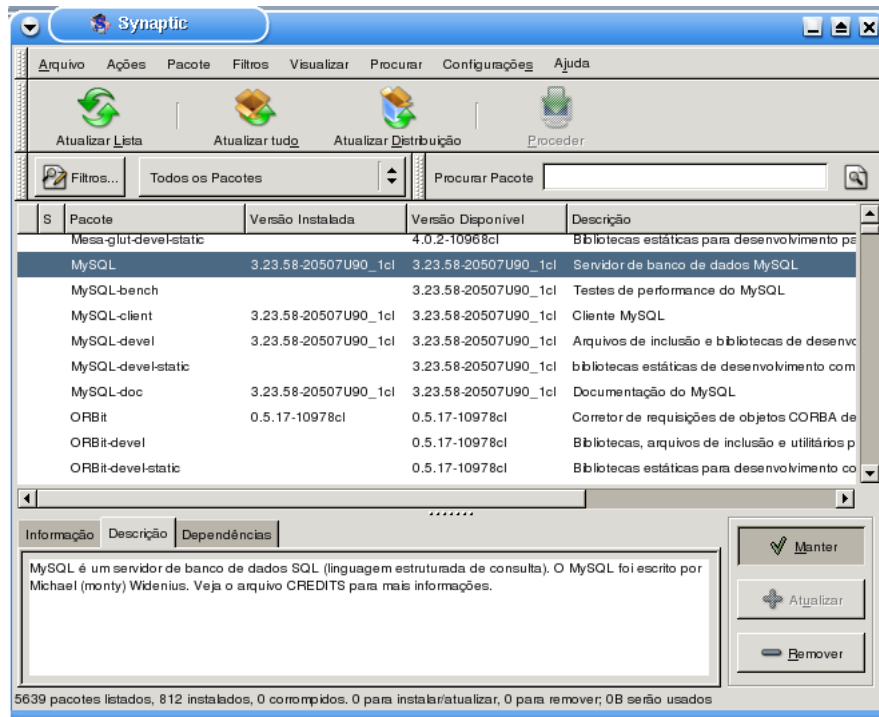 Synaptic
Arquivo Ações Pacote Filtros Visualizar Procurar Configurações Ajuda
Atualizar Lista Atualizar tudo Atualizar Distribuição Proceder
Filtros... Todos os Pacotes Procurar Pacote
S Pacote Versão Instalada Versão Disponível Descrição
Mesa-glut-devel-static 4.0.2-10968cl Bibliotecas estáticas para desenvolvimento pa
MySQL 3.23.58-20507U90_1cl 3.23.58-20507U90_1cl Servidor de banco de dados MySQL
MySQL-bench 3.23.58-20507U90_1cl Testes de performance do MySQL
MySQL-client 3.23.58-20507U90_1cl 3.23.58-20507U90_1cl Cliente MySQL
MySQL-devel 3.23.58-20507U90_1cl 3.23.58-20507U90_1cl Arquivos de inclusão e bibliotecas de desenvo
MySQL-devel-static 3.23.58-20507U90_1cl bibliotecas estáticas de desenvolvimento com
MySQL-doc 3.23.58-20507U90_1cl 3.23.58-20507U90_1cl Documentação do MySQL
ORBit 0.5.17-10978cl 0.5.17-10978cl Corretor de requisições de objetos CORBA de
ORBit-devel 0.5.17-10978cl Bibliotecas, arquivos de inclusão e utilitários p
ORBit-devel-static 0.5.17-10978cl Bibliotecas estáticas para desenvolvimento co
Informação Descrição Dependências
MySQL é um servidor de banco de dados SQL (linguagem estruturada de consulta). O MySQL foi escrito por
Michael (monty) Widenius. Veja o arquivo CREDITS para mais informações.
Manter
Atualizar
Remover
5639 pacotes listados, 812 instalados, 0 corrompidos. 0 para instalar/atualizar, 0 para remover; 0B serão usados